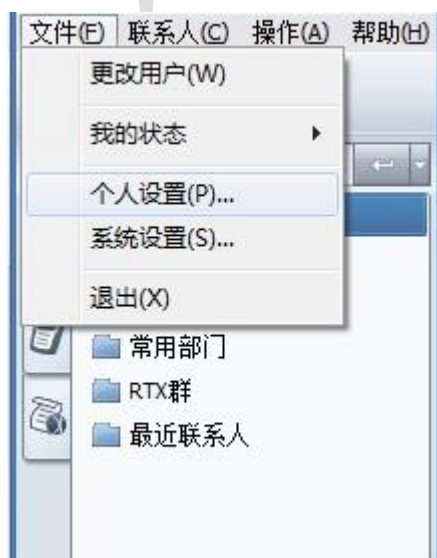 文件(F) 联系人(C) 操作(A) 帮助(H)
更改用户(W)
我的状态
个人设置(P)...
系统设置(S)...
退出(X)
常用部门
RTX群
最近联系人